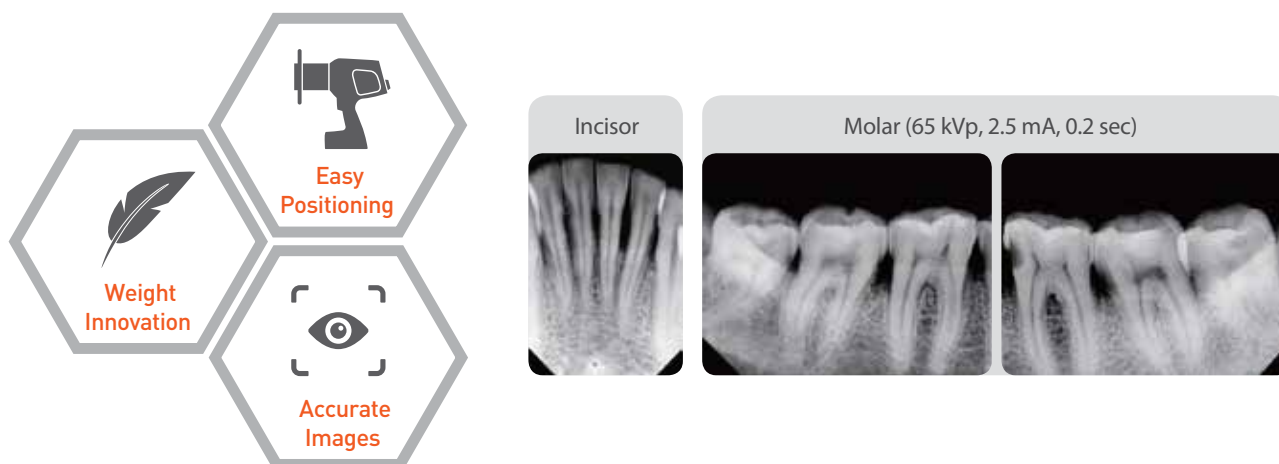 Easy
Positioning
Weight
Innovation
Accurate
Images
Incisor
Molar (65 kVp, 2.5 mA, 0.2 sec)